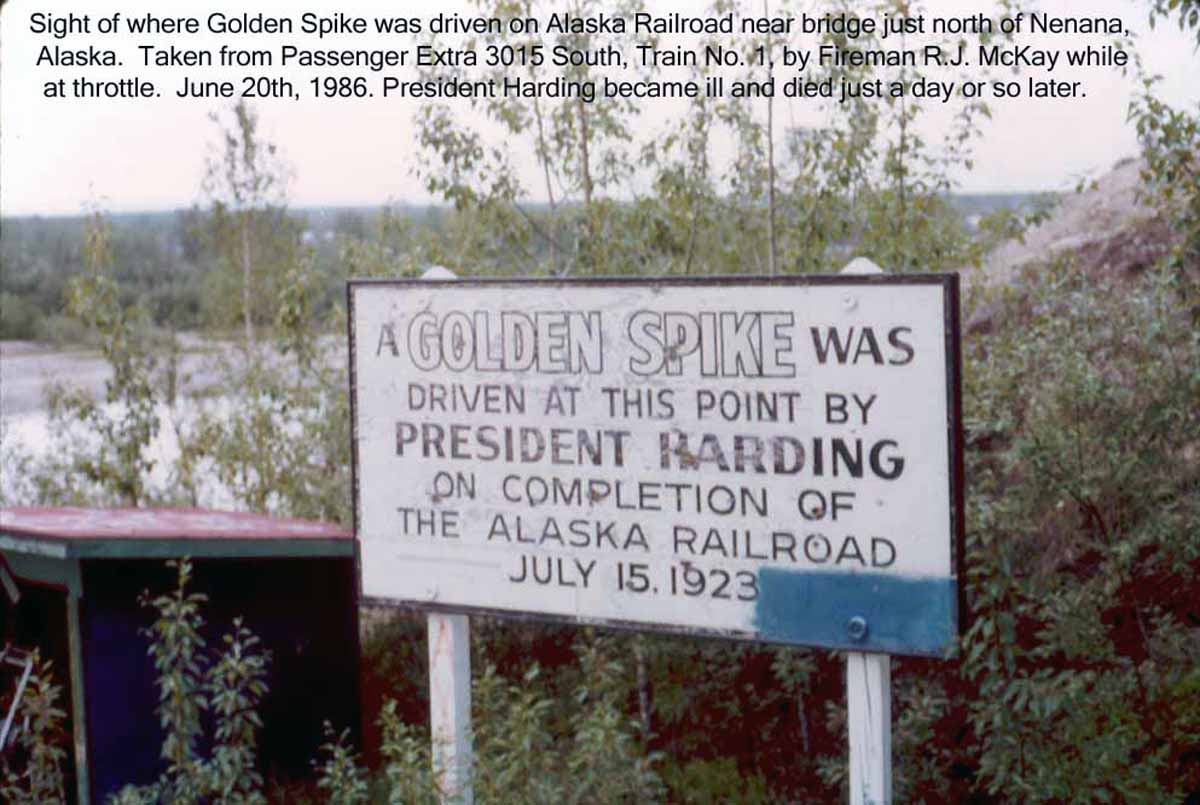 Sight of where Golden Spike was driven on Alaska Railroad near bridge just north of Nenana,
Alaska.  Taken from Passenger Extra 3015 South, Train No. 1, by Fireman R.J. McKay while
at throttle.  June 20th, 1986. President Harding became ill and died just a day or so later.
A GOLDEN SPIKE WAS
DRIVEN AT THIS POINT BY
PRESIDENT HARDING
ON COMPLETION OF
THE ALASKA RAILROAD
JULY 15.1923